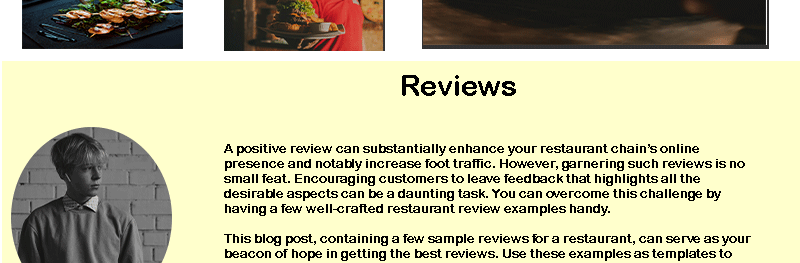 Reviews
A positive review can substantially enhance your restaurant chain's online
presence and notably increase foot traffic. However, garnering such reviews is no
small feat. Encouraging customers to leave feedback that highlights all the
desirable aspects can be a daunting task. You can overcome this challenge by
having a few well-crafted restaurant review examples handy.
This blog post, containing a few sample reviews for a restaurant, can serve as your
beacon of hope in getting the best reviews. Use these examples as templates to